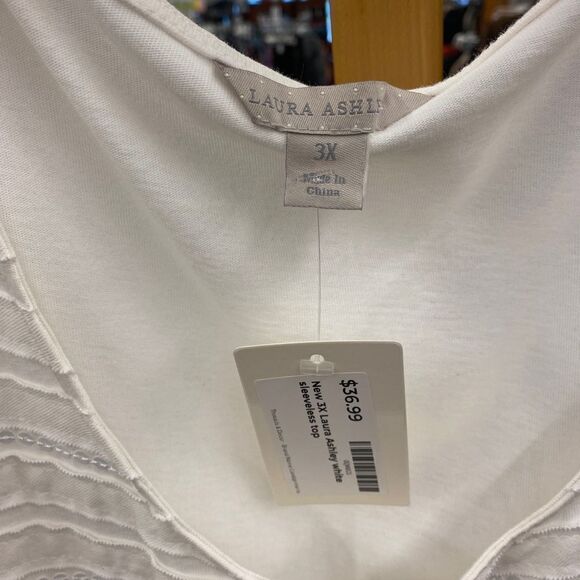 LAURA ASHL
3X
Made In
China
$36.99
New 3X Laura Ashley white
sleeveless top